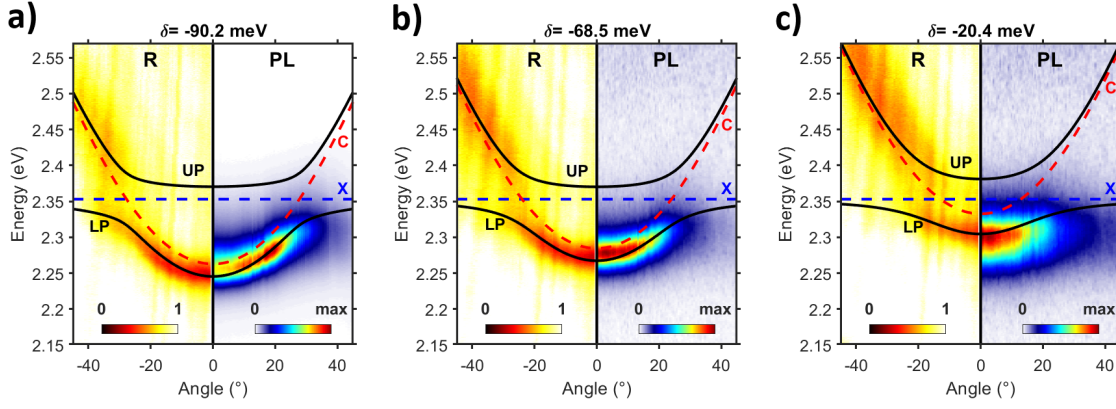 a)
δ= -90.2 meV
R
PL
UP
LP
C
X
0
1
0
max
2.55
2.5
2.45
2.4
2.35
2.3
2.25
2.2
2.15
Energy (eV)
-40
-20
0
20
40
Angle (°)
b)
δ= -68.5 meV
R
PL
UP
LP
C
X
0
1
0
max
2.55
2.5
2.45
2.4
2.35
2.3
2.25
2.2
2.15
Energy (eV)
-40
-20
0
20
40
Angle (°)
c)
δ= -20.4 meV
R
PL
UP
LP
C
X
0
1
0
max
2.55
2.5
2.45
2.4
2.35
2.3
2.25
2.2
2.15
Energy (eV)
-40
-20
0
20
40
Angle (°)